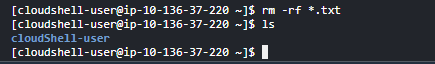 [cloudshell-user@ip-10-136-37-220 ~]$ rm -rf *.txt
[cloudshell-user@ip-10-136-37-220 ~]$ ls
cloudShell-user
[cloudshell-user@ip-10-136-37-220 ~]$